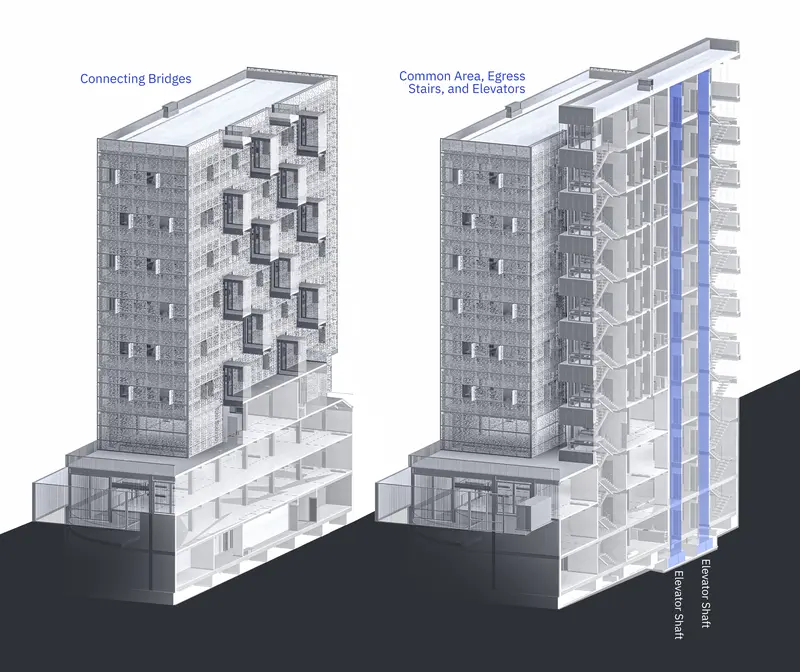 Connecting Bridges
Common Area, Egress
Stairs, and Elevators
Elevator Shaft
Elevator Shaft